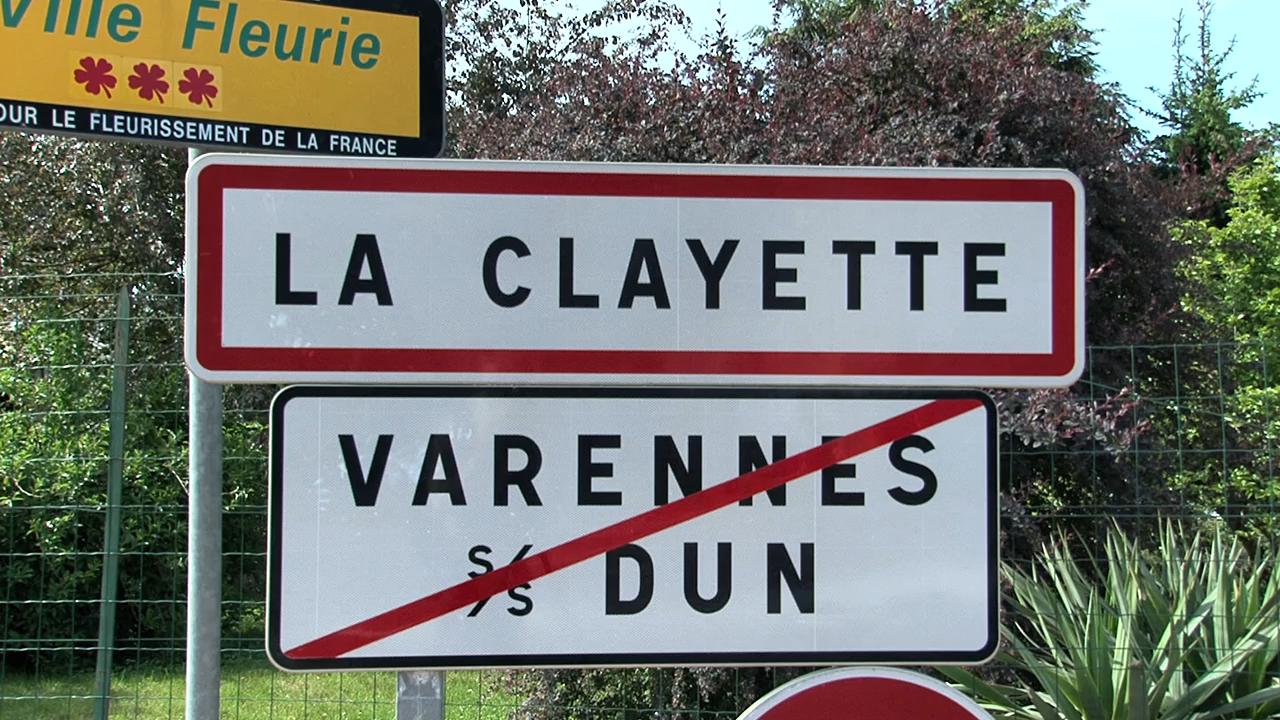 Ville Fleurie
OUR LE FLEURISSEMENT DE LA FRANCE
LA CLAYETTE
VARENNES
S/S DUN